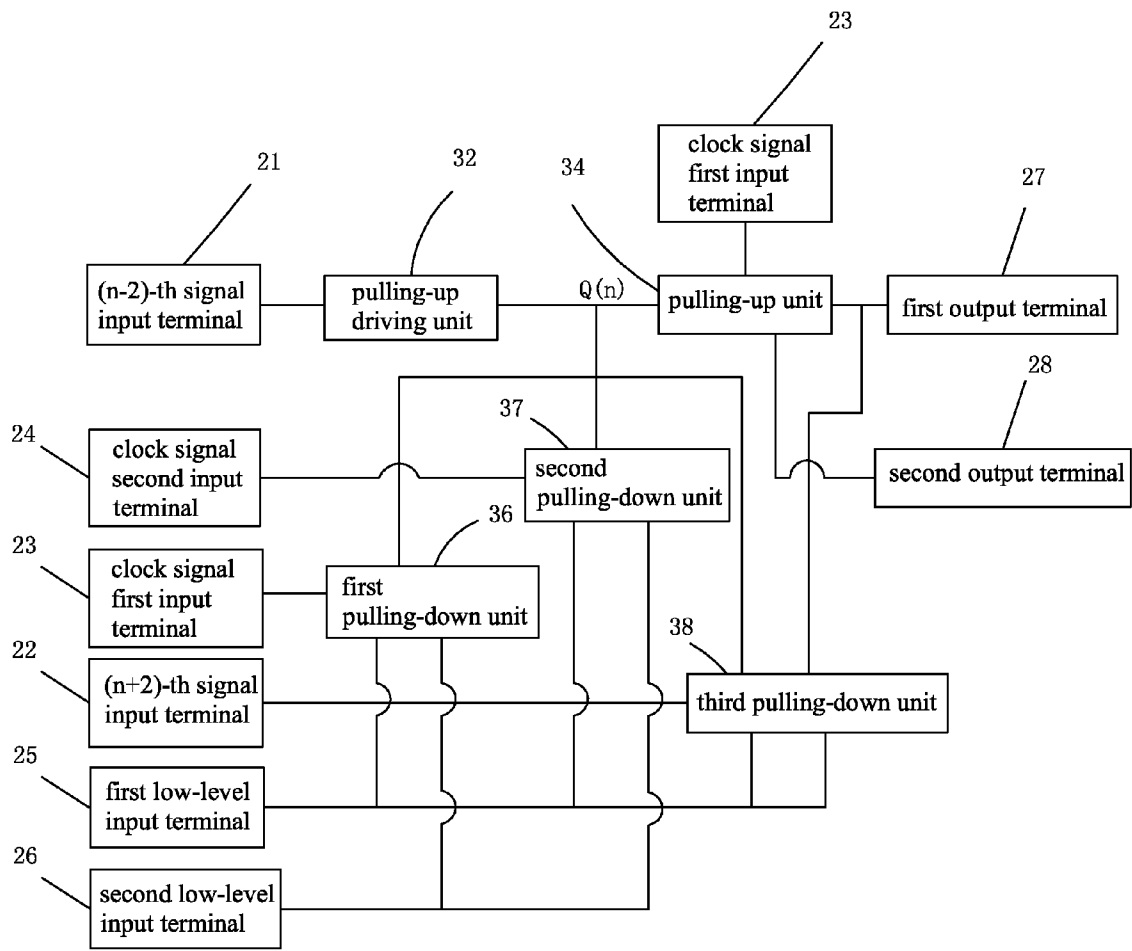 23
clock signal
first input
terminal
21
32
34
27
(n-2)-th signal
input terminal
pulling-up
driving unit
Q(n)
pulling-up unit
first output terminal
28
second output terminal
24
clock signal
second input
terminal
37
second
pulling-down unit
23
clock signal
first input
terminal
36
first
pulling-down unit
22
(n+2)-th signal
input terminal
38
third pulling-down unit
25
first low-level
input terminal
26
second low-level
input terminal